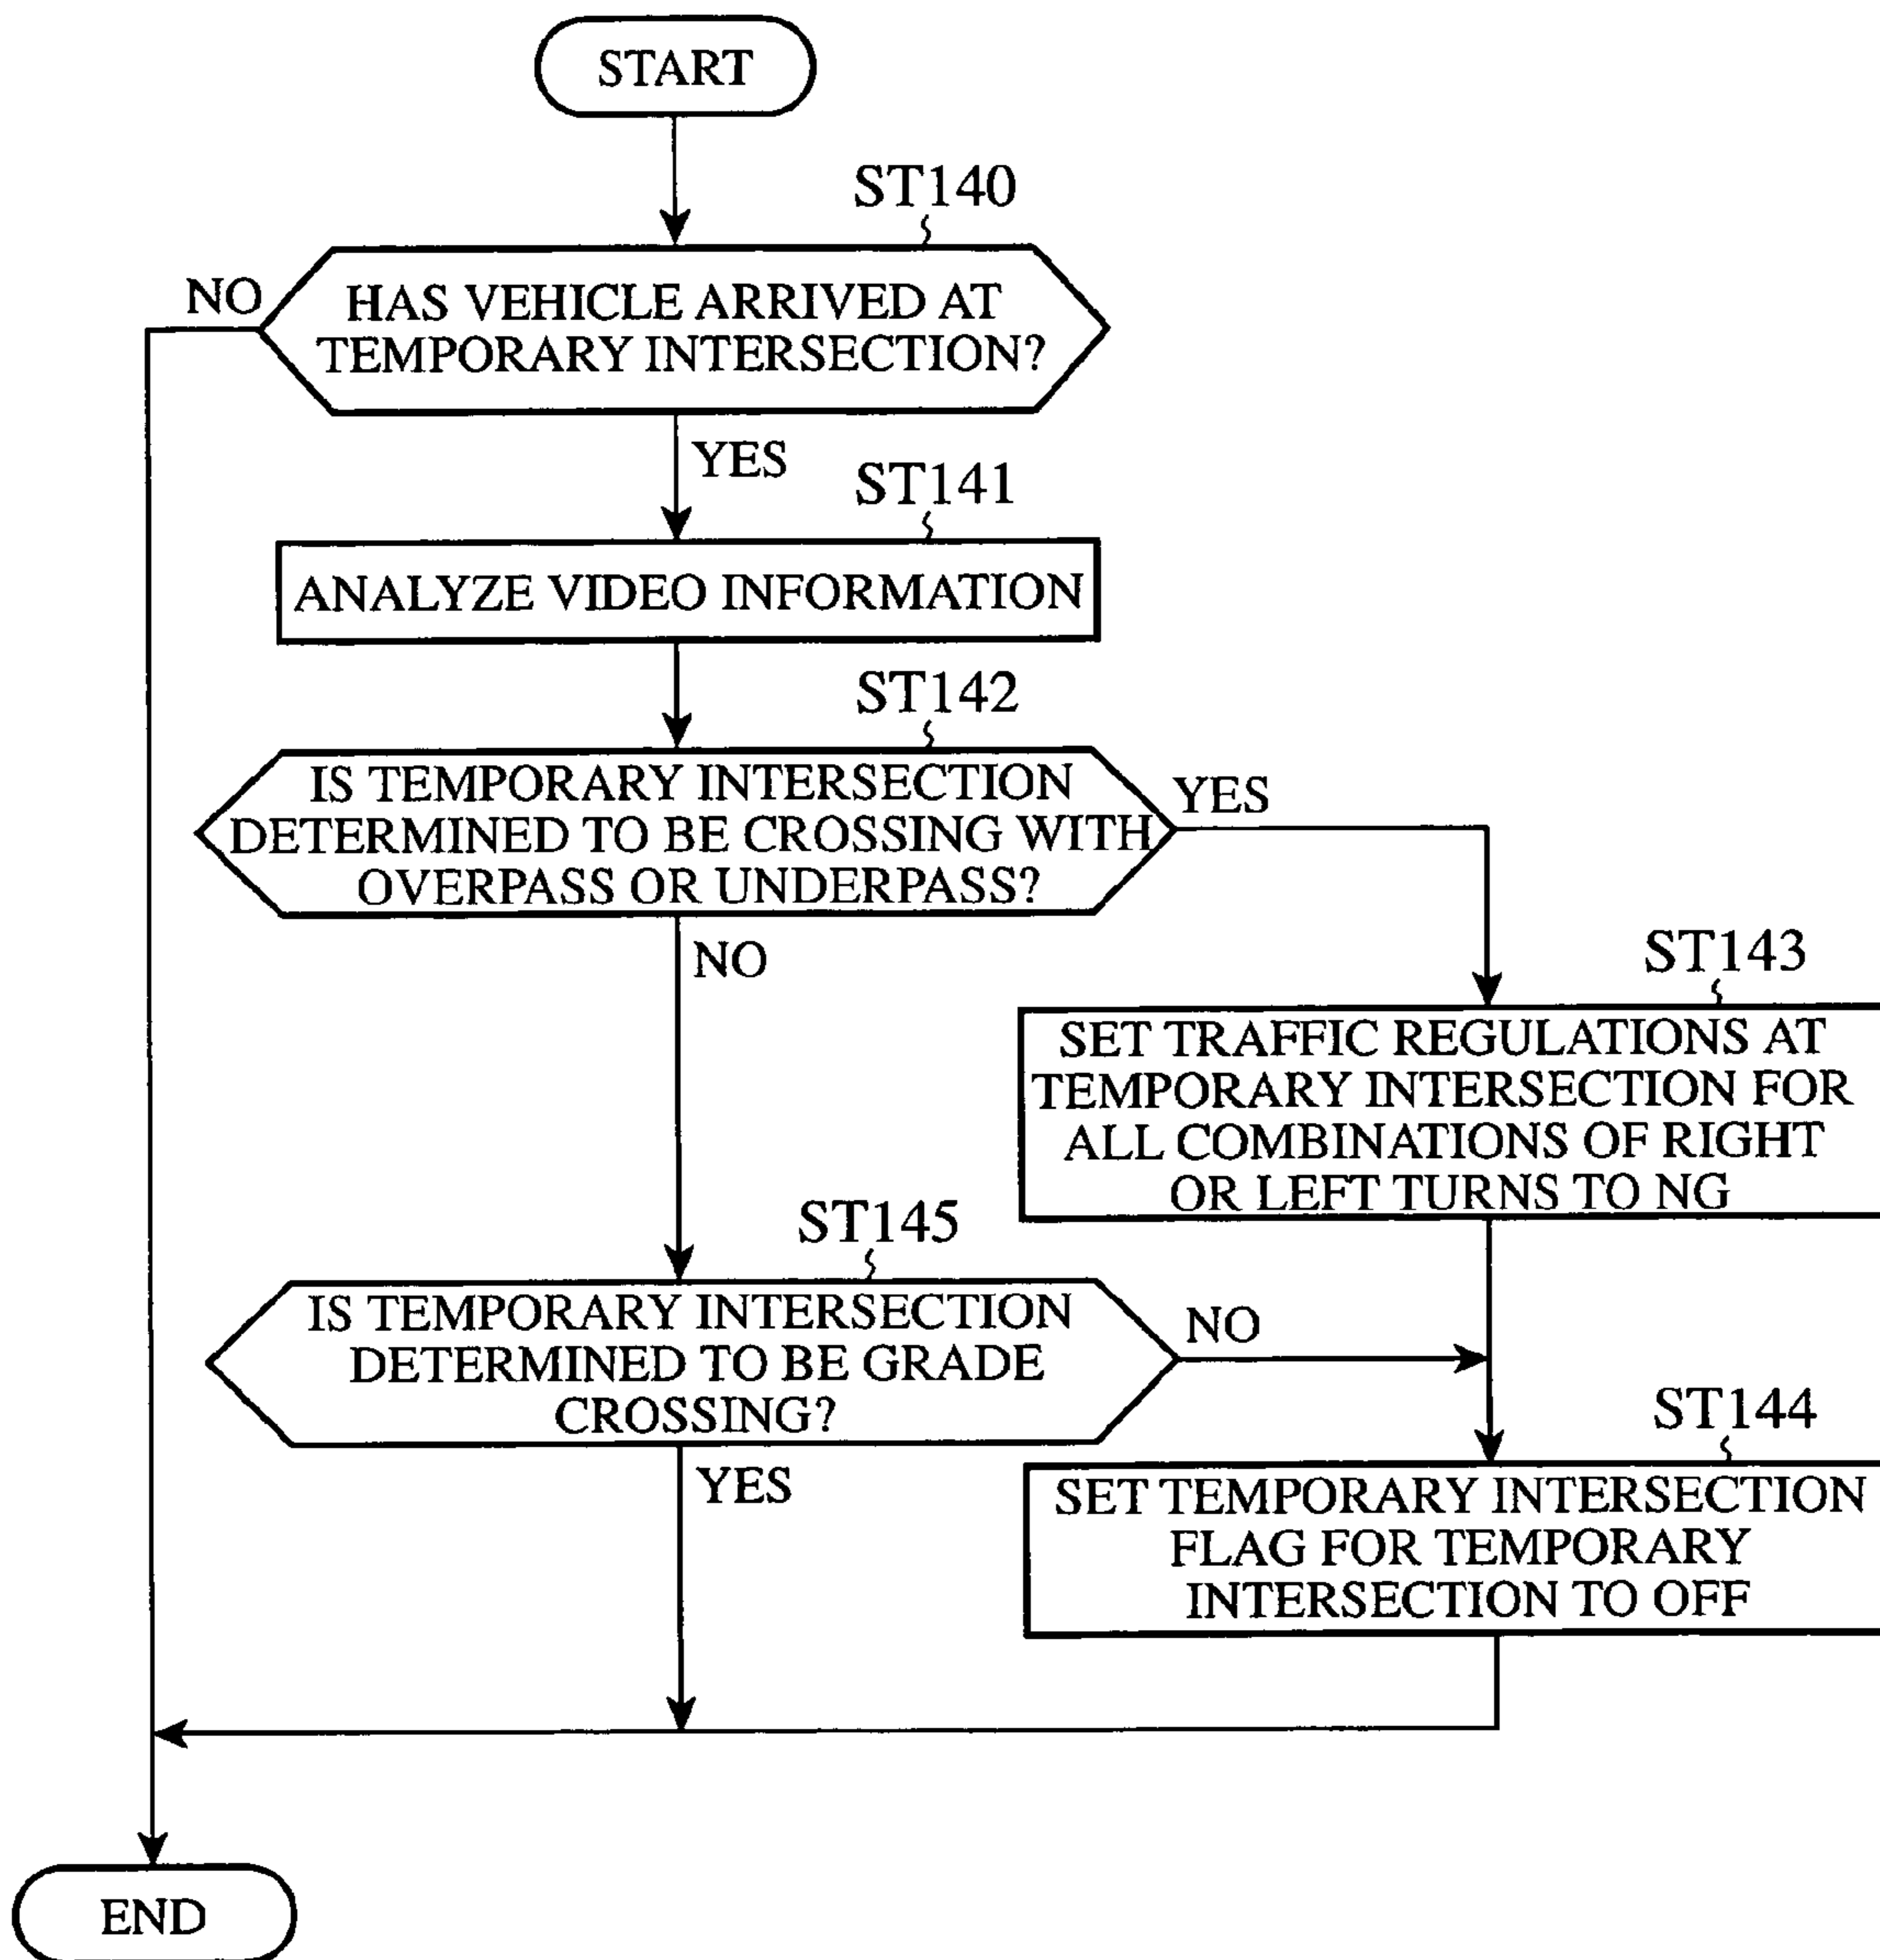 START
ST140
NO
HAS VEHICLE ARRIVED AT
TEMPORARY INTERSECTION?
YES
ST141
ANALYZE VIDEO INFORMATION
ST142
IS TEMPORARY INTERSECTION
DETERMINED TO BE CROSSING WITH
OVERPASS OR UNDERPASS?
YES
NO
ST143
SET TRAFFIC REGULATIONS AT
TEMPORARY INTERSECTION FOR
ALL COMBINATIONS OF RIGHT
OR LEFT TURNS TO NG
ST145
IS TEMPORARY INTERSECTION
DETERMINED TO BE GRADE
CROSSING?
NO
YES
ST144
SET TEMPORARY INTERSECTION
FLAG FOR TEMPORARY
INTERSECTION TO OFF
END